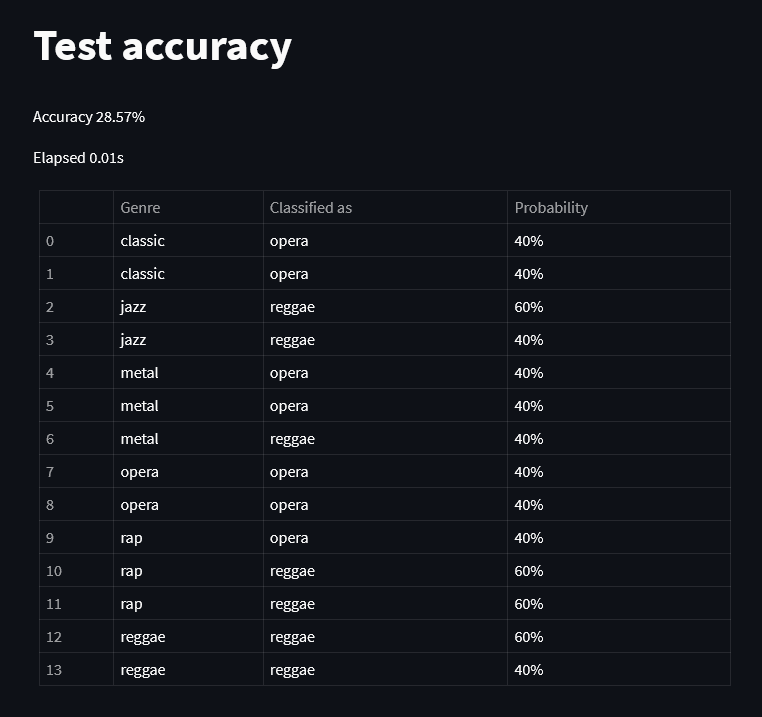 Test accuracy
Accuracy 28.57%
Elapsed 0.01s
Genre Classified as Probability
0 classic opera 40%
1 classic opera 40%
2 jazz reggae 60%
3 jazz reggae 40%
4 metal opera 40%
5 metal opera 40%
6 metal reggae 40%
7 opera opera 40%
8 opera opera 40%
9 rap opera 40%
10 rap reggae 60%
11 rap reggae 60%
12 reggae reggae 60%
13 reggae reggae 40%